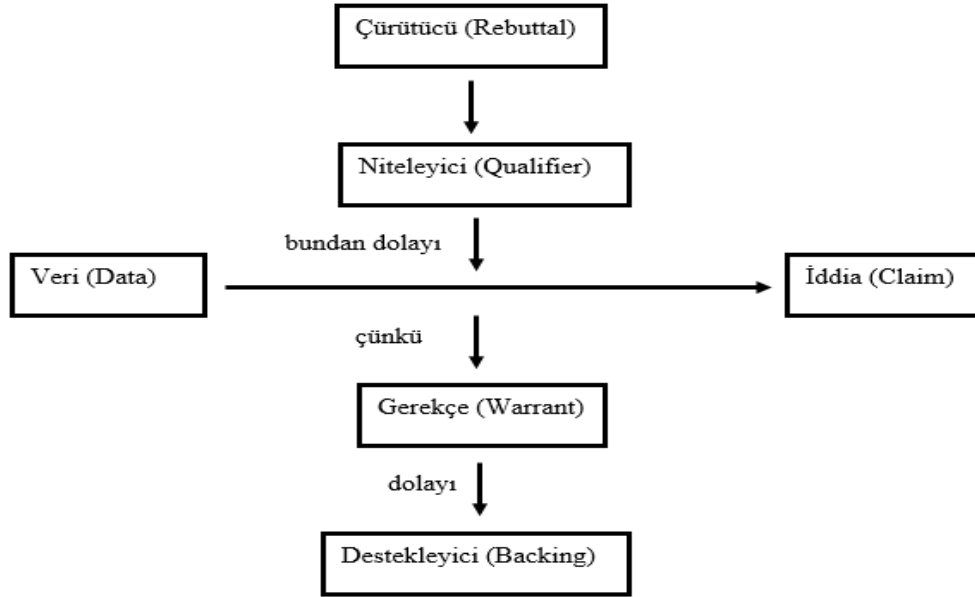 Çürütücü (Rebuttal)
Niteleyici (Qualifier)
bundan dolayı
Veri (Data)
İddia (Claim)
çünkü
Gerekçe (Warrant)
dolayı
Destekleyici (Backing)